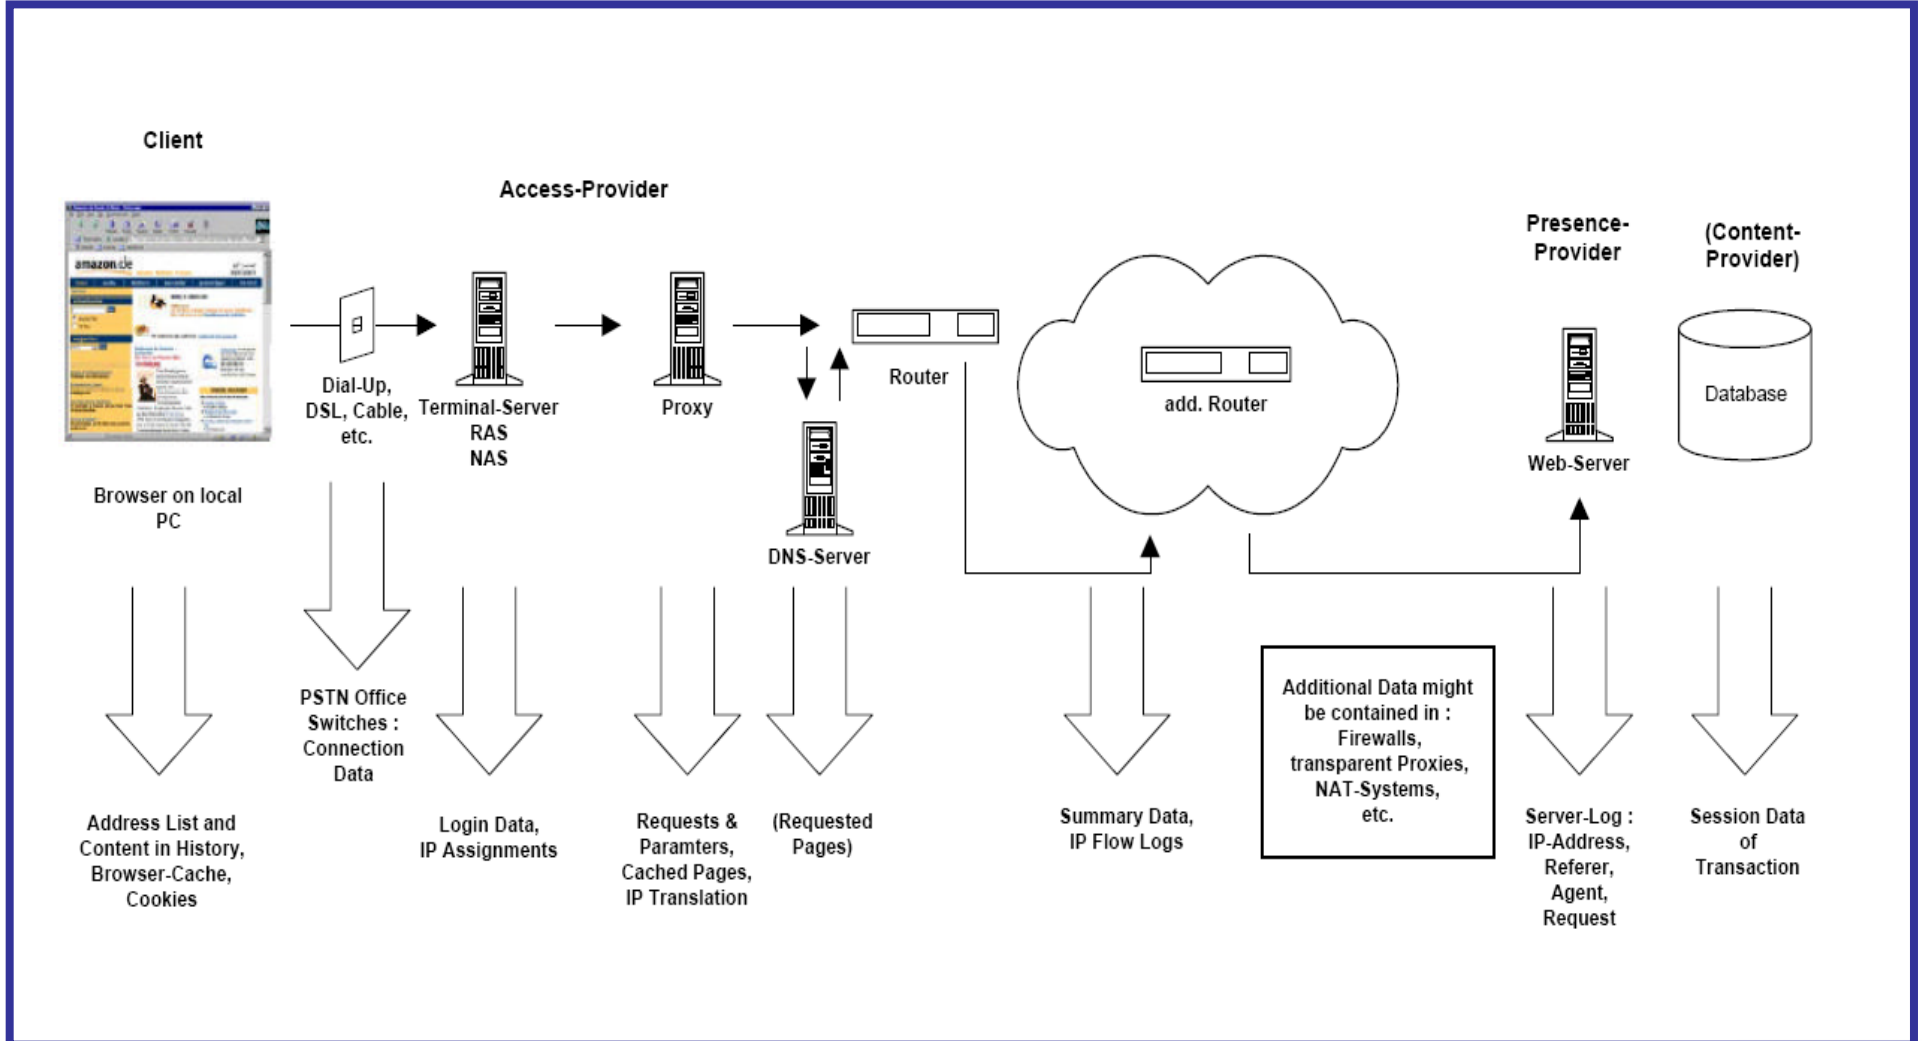 Client
Access-Provider
Presence-
Provider
(Content-
Provider)
amazon.de
Dial-Up,
DSL, Cable,
etc.
Terminal-Server
RAS
NAS
Proxy
Router
add. Router
Database
Web-Server
Browser on local
PC
DNS-Server
PSTN Office
Switches :
Connection
Data
Additional Data might
be contained in :
Firewalls,
transparent Proxies,
NAT-Systems,
etc.
Address List and
Content in History,
Browser-Cache,
Cookies
Login Data,
IP Assignments
Requests &
Paramters,
Cached Pages,
IP Translation
(Requested
Pages)
Summary Data,
IP Flow Logs
Server-Log :
IP-Address,
Referer,
Agent,
Request
Session Data
of
Transaction